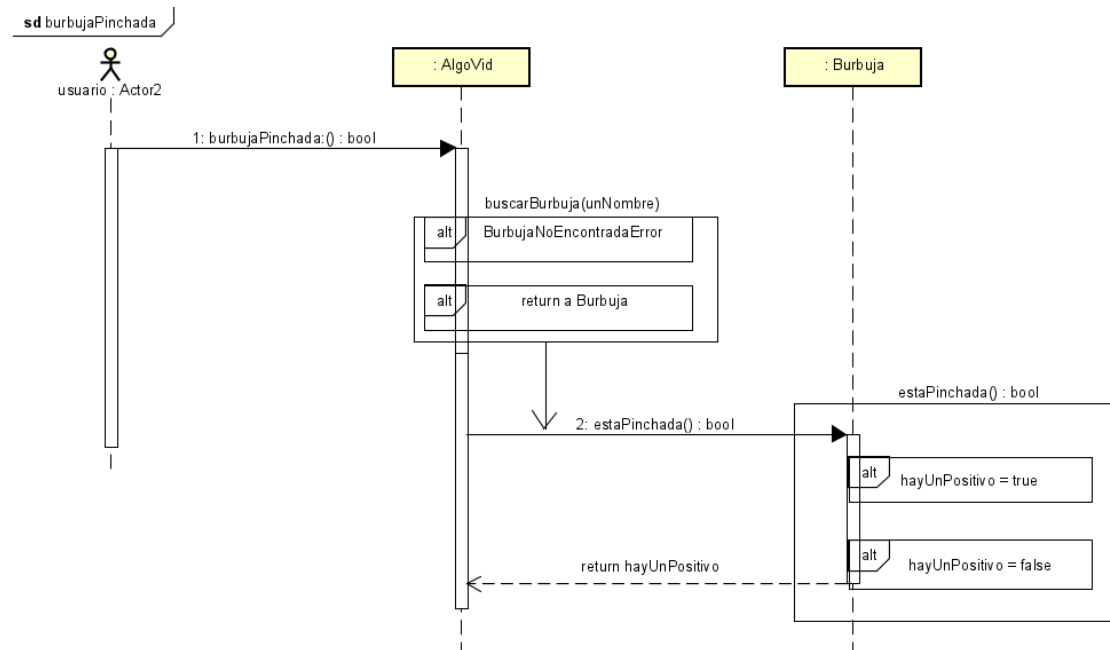 sd burbujaPinchada
usuario : Actor2
: AlgoVid
: Burbuja
1: burbujaPinchada:() : bool
buscarBurbuja(unNombre)
alt
BurbujaNoEncontradaError
alt
return a Burbuja
estaPinchada() : bool
2: estaPinchada() : bool
alt
hayUnPositivo = true
alt
hayUnPositivo = false
return hayUnPositivo